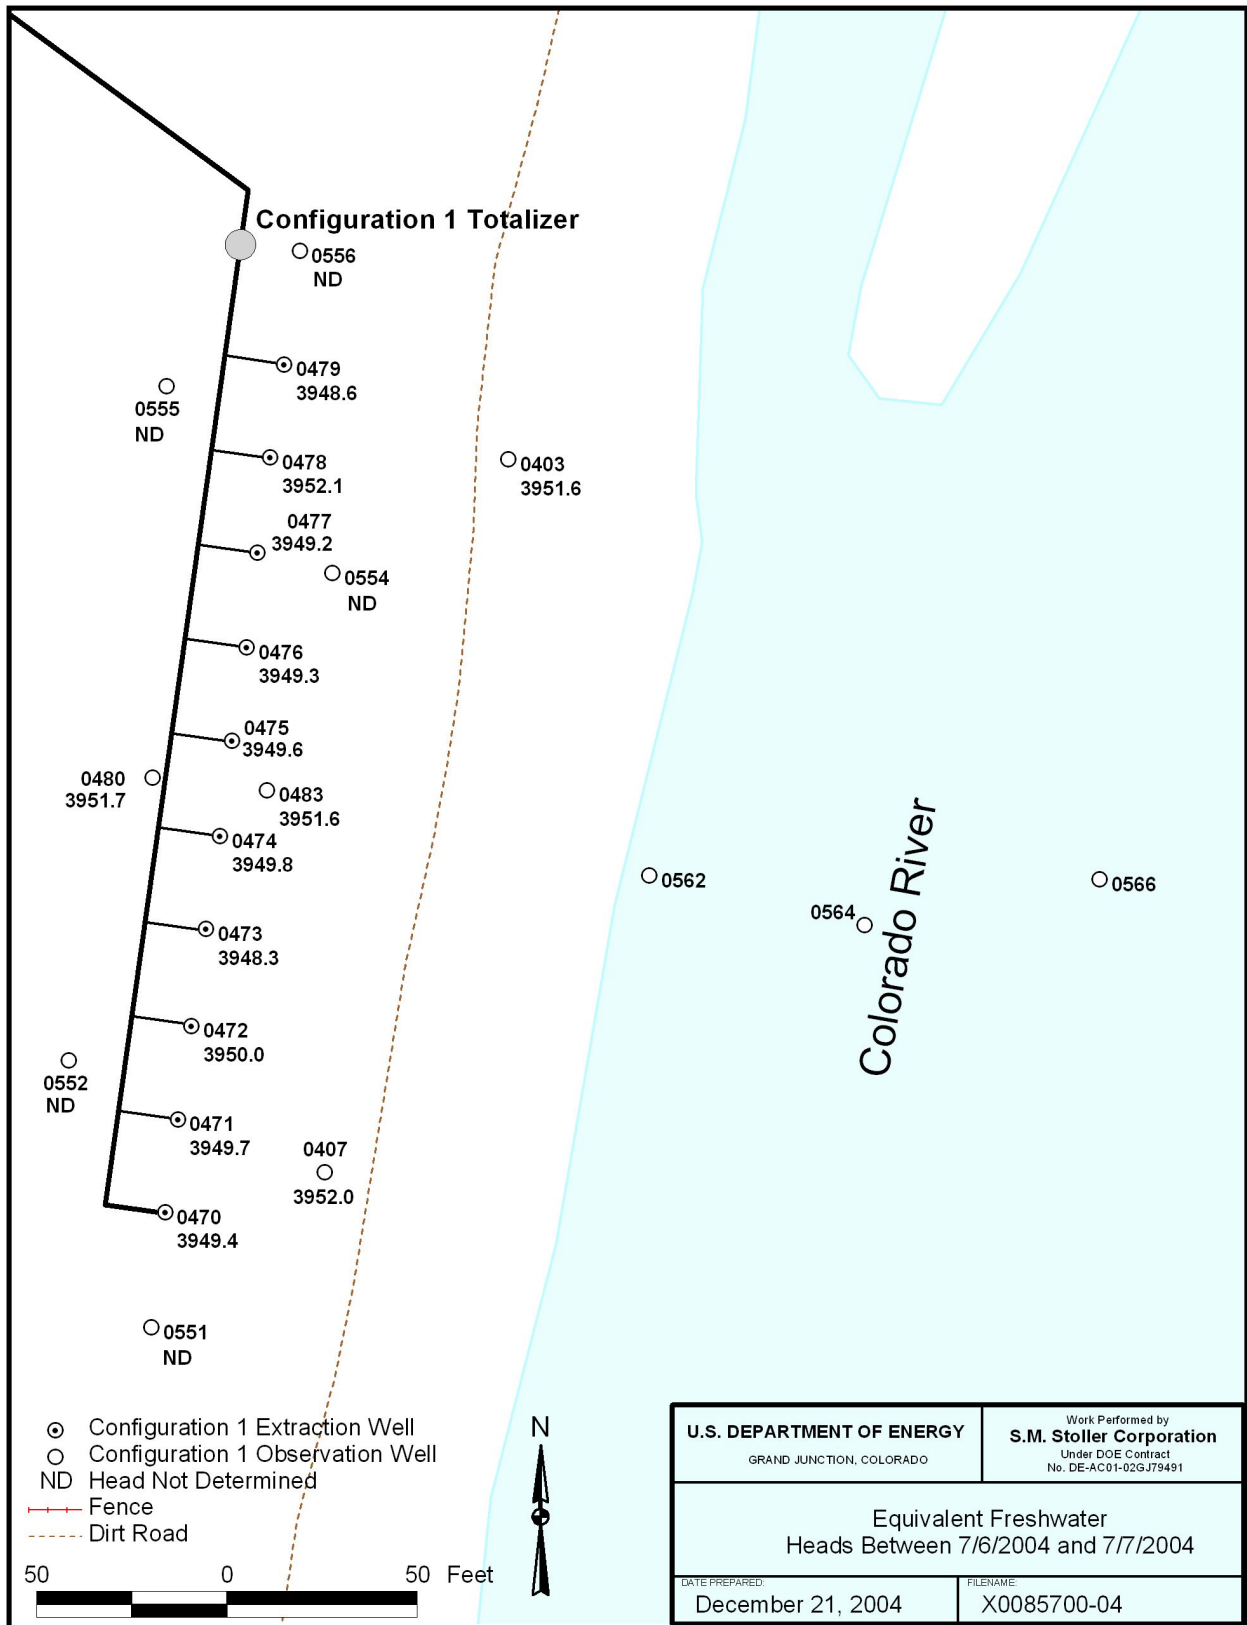 Configuration 1 Totalizer
0556
ND
0479
3948.6
0555
ND
0478
3952.1
0403
3951.6
0477
3949.2
0554
ND
0476
3949.3
0475
3949.6
0480
3951.7
0483
3951.6
0474
3949.8
0562
0566
0564
Colorado River
0473
3948.3
0472
3950.0
0552
ND
0471
3949.7
0407
3952.0
0470
3949.4
0551
ND
Configuration 1 Extraction Well
Configuration 1 Observation Well
ND Head Not Determined
Fence
Dirt Road
50 0 50 Feet
N
U.S. DEPARTMENT OF ENERGY
GRAND JUNCTION, COLORADO
Work Performed by
S.M. Stoller Corporation
Under DOE Contract
No. DE-AC01-02GJ79491
Equivalent Freshwater
Heads Between 7/6/2004 and 7/7/2004
DATE PREPARED:
December 21, 2004
FILENAME:
X0085700-04